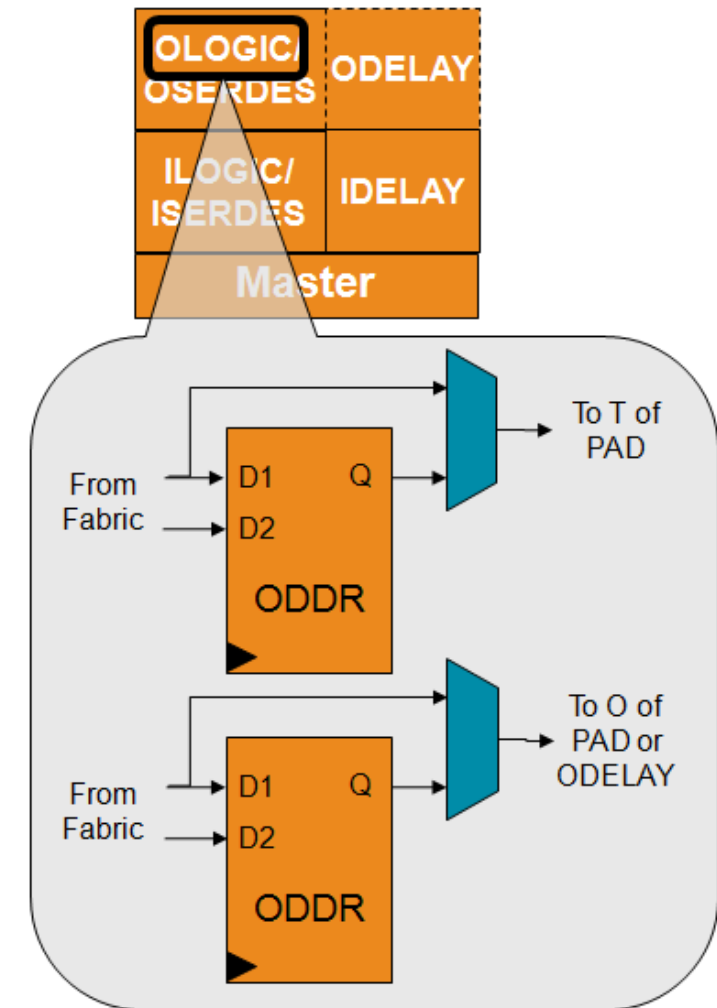 OLOGIC/
OSERDES
ODELAY
ILOGIC/
ISERDES
IDELAY
Master
From
Fabric
D1
Q
D2
ODDR
To T of
PAD
From
Fabric
D1
Q
D2
ODDR
To O of
PAD or
ODELAY